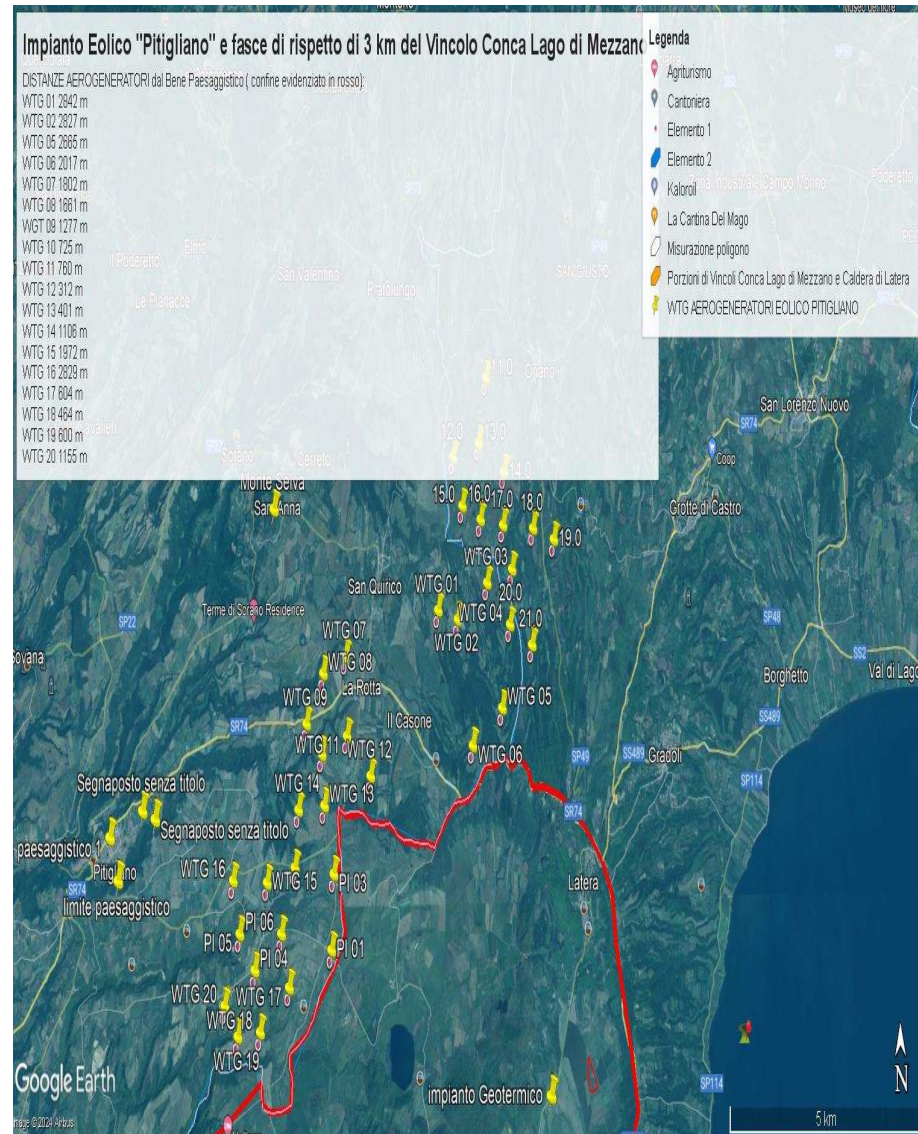 Impianto Eolico "Pitigliano" e fasce di rispetto di 3 km del Vincolo Conca Lago di Mezzano
DISTANZE AEROGENERATORI dal Bene Paesaggistico ( confine evidenziato in rosso):
WTG 01 2842 m
WTG 02 2827 m
WTG 05 2665 m
WTG 06 2017 m
WTG 07 1802 m
WTG 08 1661 m
WGT 09 1277 m
WTG 10 725 m
WTG 11 760 m
WTG 12 312 m
WTG 13 401 m
WTG 14 1106 m
WTG 15 1972 m
WTG 16 2829 m
WTG 17 604 m
WTG 18 464 m
WTG 19 600 m
WTG 20 1155 m
Legenda
Agriturismo
Cantoniera
Elemento 1
Elemento 2
Kaloroil
La Cantina Del Mago
Misurazione poligono
Porzioni di Vincoli Conca Lago di Mezzano e Caldera di Latera
WTG AEROGENERATORI EOLICO PITIGLIANO
Poderetto
Il Poderetto
Elmo
San Valentino
Pratolungo
Le Pianacce
SAN GIUSTO
Onano
11.0
San Lorenzo Nuovo
SR74
12.0
13.0
Sorano
Cerreto
14.0
Coop
Monte Selva
Sant'Anna
15.0
16.0
17.0
18.0
19.0
Grotte di Castro
WTG 03
San Quirico
WTG 01
20.0
Terme di Sorano Residence
WTG 04
21.0
SP22
SP48
WTG 02
WTG 07
Sovana
WTG 08
SS2
Val di Lago
Borghetto
WTG 09
La Rotta
WTG 05
SS489
Il Casone
SR74
WTG 11
WTG 12
WTG 06
SP49
SS489
Gradoli
WTG 14
WTG 13
SP114
Segnaposto senza titolo
SR74
Segnaposto senza titolo
paesaggistico 1
Pitigliano
WTG 16
WTG 15
PI 03
Latera
SR74
limite paesaggistico
PI 06
PI 05
PI 01
PI 04
WTG 20
WTG 17
WTG 18
WTG 19
Google Earth
impianto Geotermico
SP114
N
5 km
Image © 2024 Airbus